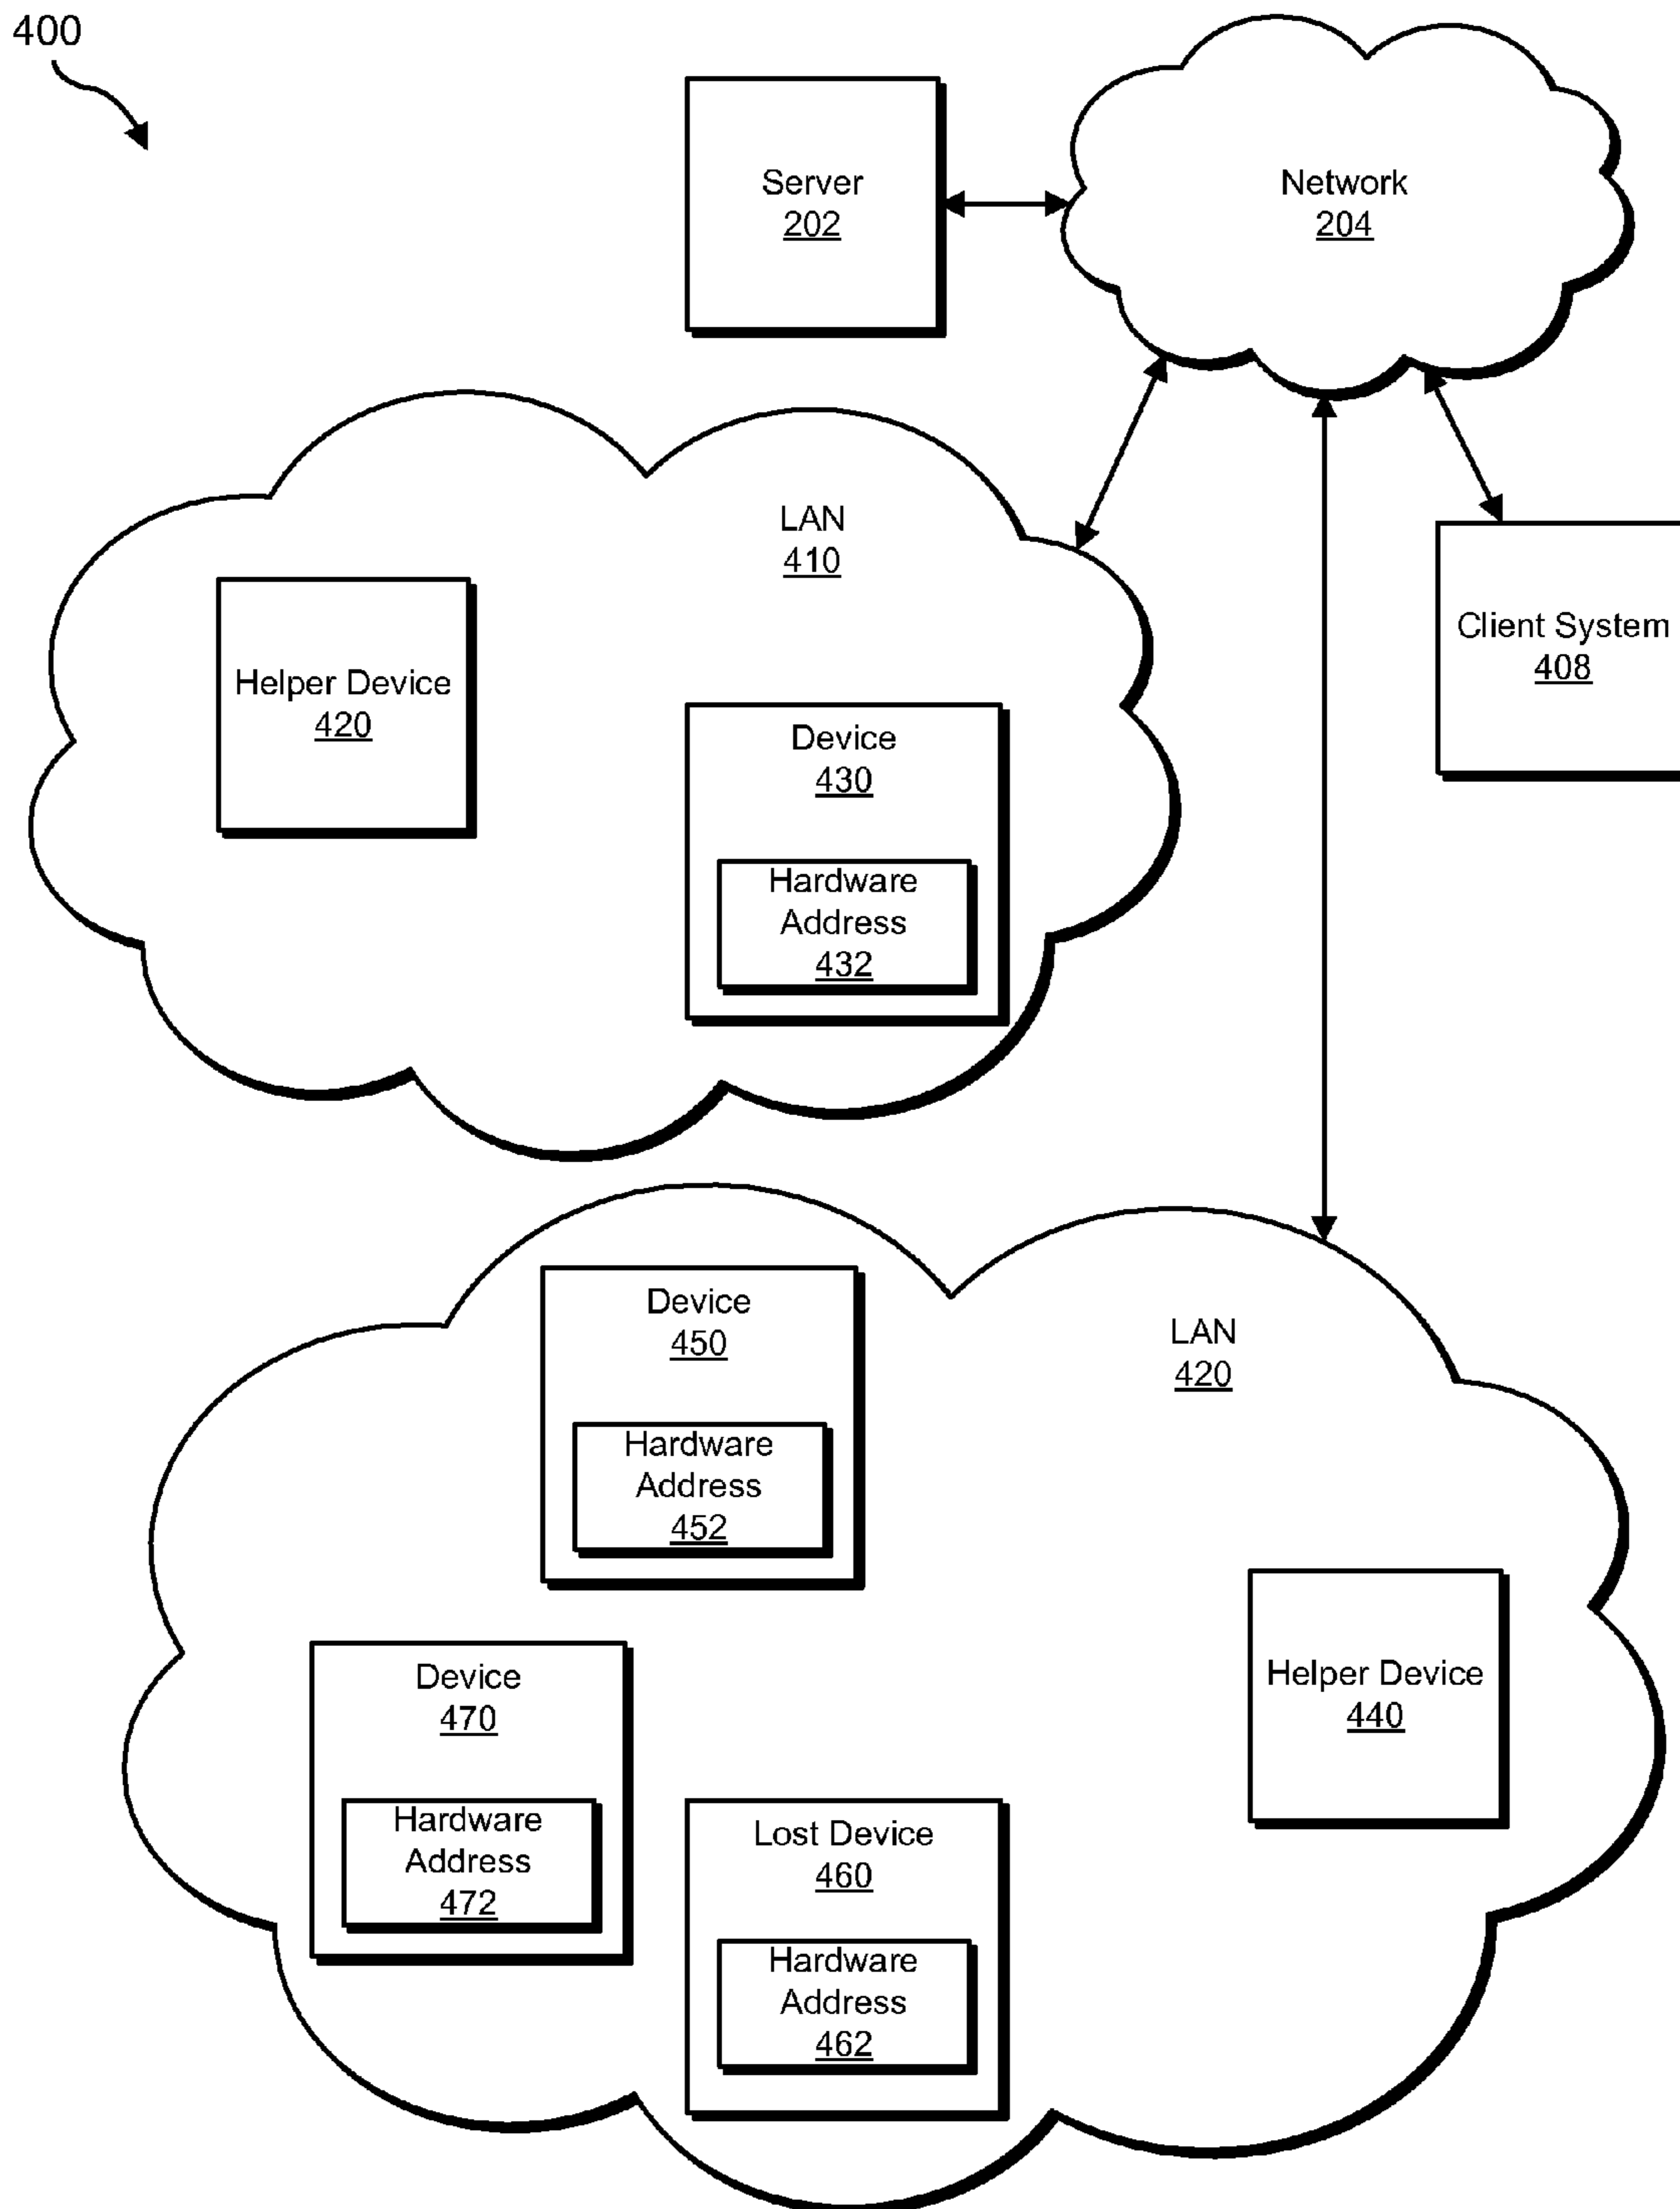 400
Server
202
Network
204
LAN
410
Client System
408
Helper Device
420
Device
430
Hardware
Address
432
Device
450
LAN
420
Hardware
Address
452
Helper Device
440
Device
470
Hardware
Address
472
Lost Device
460
Hardware
Address
462